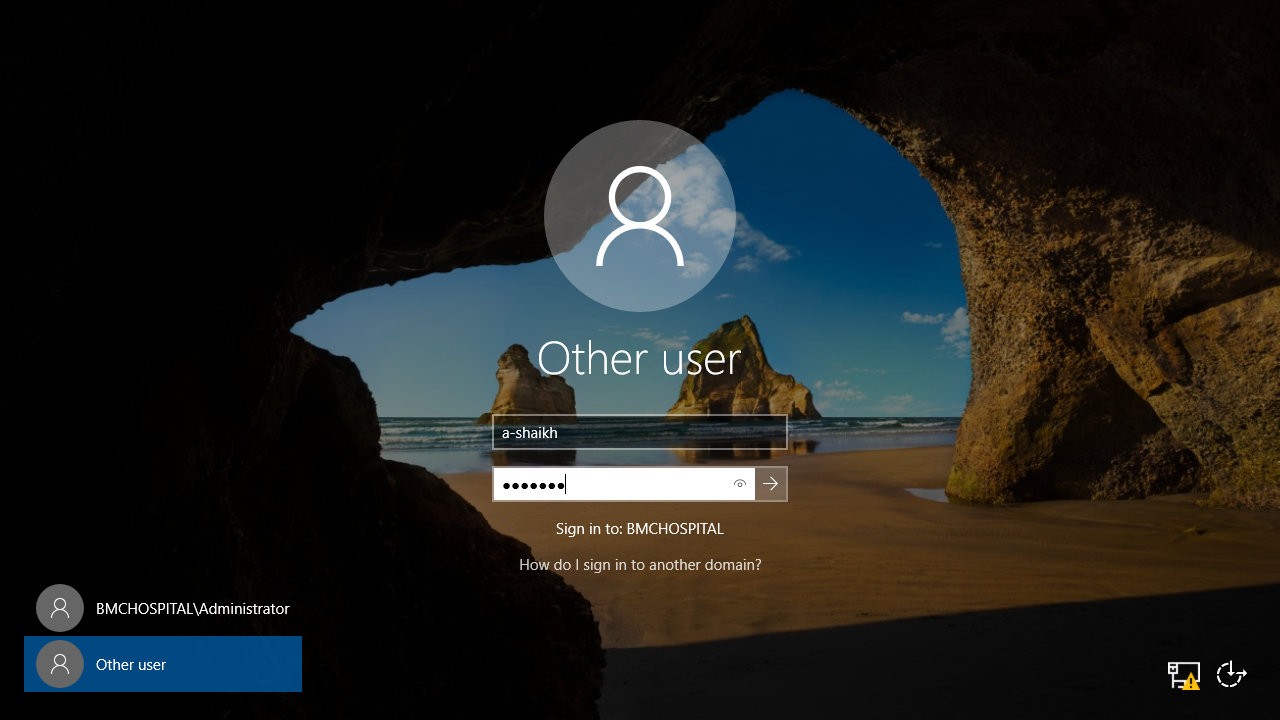 Other user
a-shaikh
•••••••
Sign in to: BMCHOSPITAL
How do I sign in to another domain?
BMCHOSPITAL\Administrator
Other user